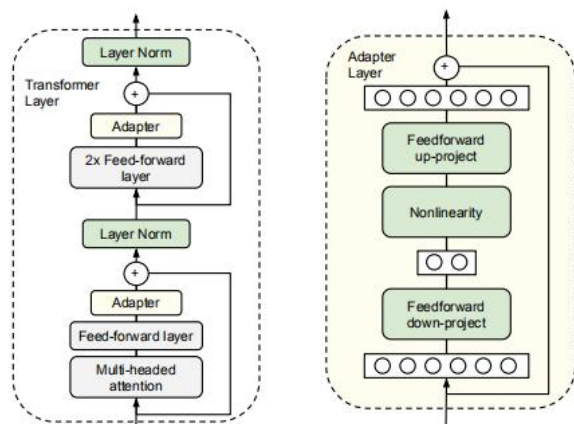 Layer Norm
Transformer
Layer
+
Adapter
2x Feed-forward
layer
Layer Norm
+
Adapter
Feed-forward layer
Multi-headed
attention
Adapter
Layer
+
Feedforward
up-project
Nonlinearity
Feedforward
down-project